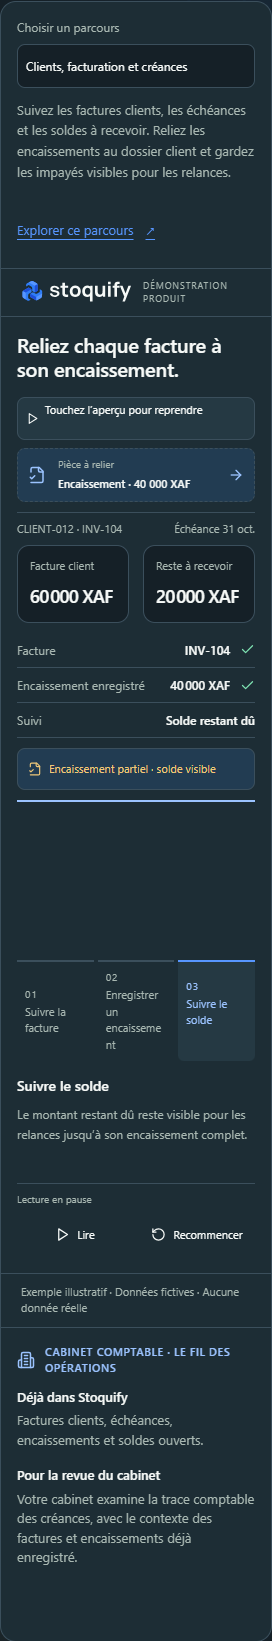 Choisir un parcours
Clients, facturation et créances
Suivez les factures clients, les échéances
et les soldes à recevoir. Reliez les
encaissements au dossier client et gardez
les impayés visibles pour les relances.
Explorer ce parcours ↗
stoquify
DÉMONSTRATION
PRODUIT
Reliez chaque facture à
son encaissement.
Touchez l'aperçu pour reprendre
Pièce à relier
Encaissement · 40 000 XAF
CLIENT-012 · INV-104 Échéance 31 oct.
Facture client
60 000 XAF
Reste à recevoir
20 000 XAF
Facture INV-104
Encaissement enregistré 40 000 XAF
Suivi Solde restant dû
Encaissement partiel · solde visible
01
Suivre la
facture
02
Enregistrer
un
encaisseme
nt
03
Suivre le
solde
Suivre le solde
Le montant restant dû reste visible pour les
relances jusqu'à son encaissement complet.
Lecture en pause
Lire
Recommencer
Exemple illustratif · Données fictives · Aucune
donnée réelle
CABINET COMPTABLE · LE FIL DES
OPÉRATIONS
Déjà dans Stoquify
Factures clients, échéances,
encaissements et soldes ouverts.
Pour la revue du cabinet
Votre cabinet examine la trace comptable
des créances, avec le contexte des
factures et encaissements déjà
enregistré.